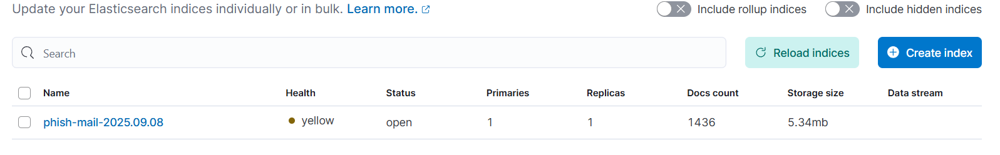 Update your Elasticsearch indices individually or in bulk. Learn more. Include rollup indices Include hidden indices
Search Reload indices Create index
Name Health Status Primaries Replicas Docs count Storage size Data stream
phish-mail-2025.09.08 yellow open 1 1 1436 5.34mb